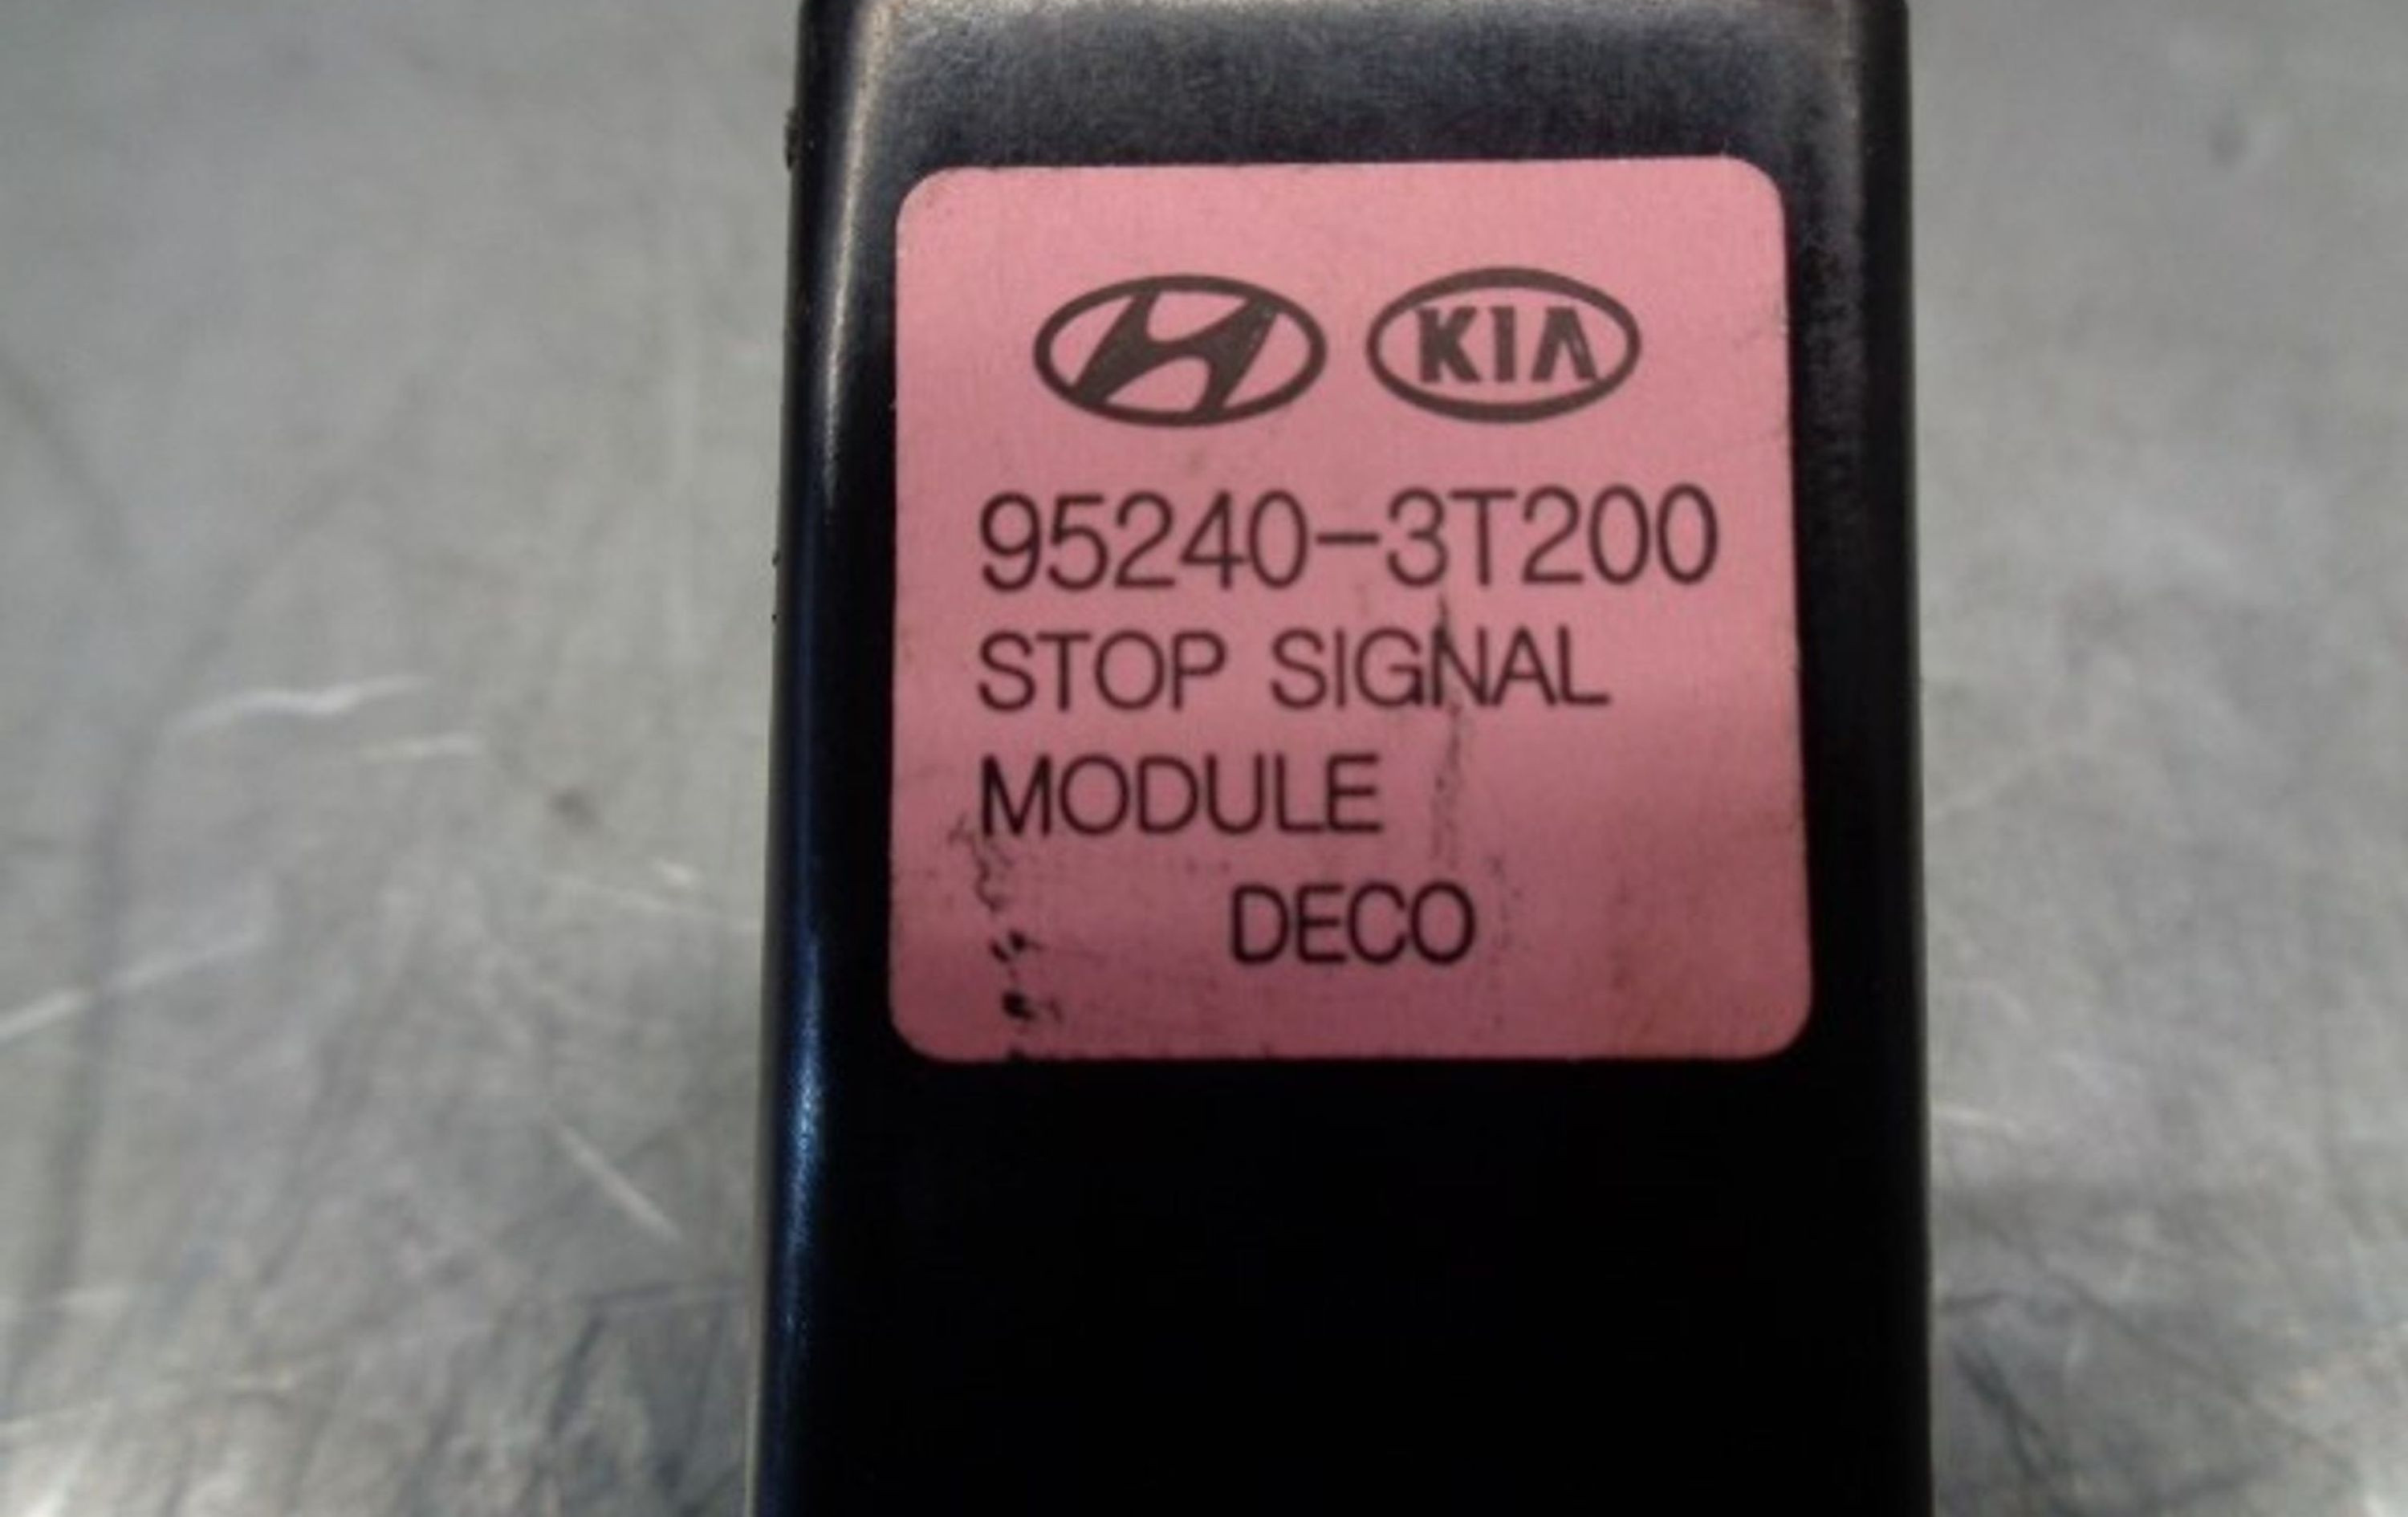 KIA
95240-3T200
STOP SIGNAL
MODULE
DECO